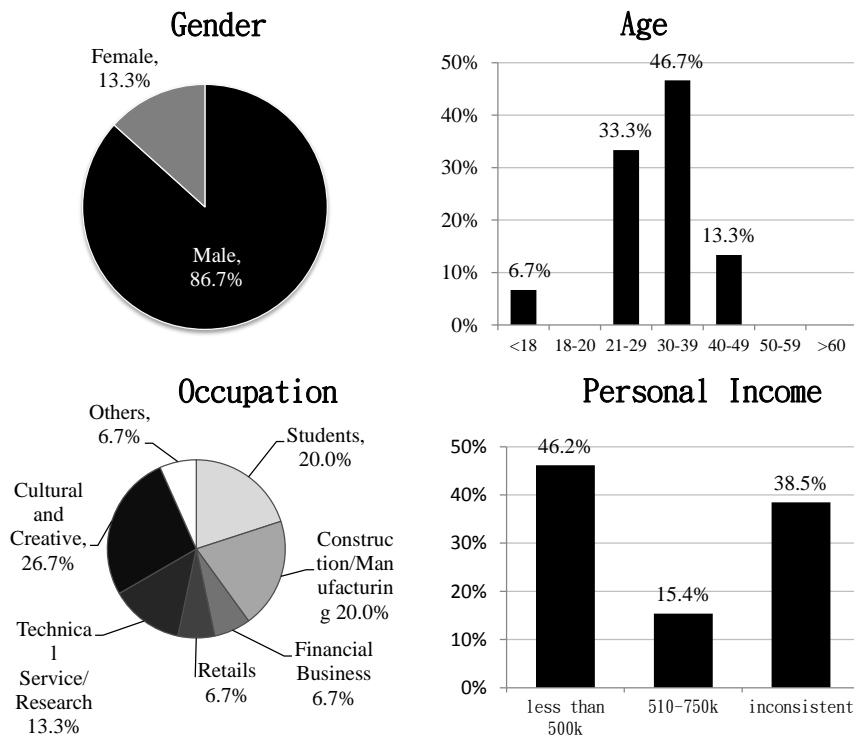 Gender
Female,
13.3%
Male,
86.7%
Age
50%
40%
30%
20%
10%
0%
6.7%
33.3%
46.7%
13.3%
<18 18-20 21-29 30-39 40-49 50-59 >60
Occupation
Others,
6.7%
Students,
20.0%
Cultural
and
Creative,
26.7%
Construc
tion/Man
ufacturin
g 20.0%
Technica
l
Service/
Research
13.3%
Retails
6.7%
Financial
Business
6.7%
Personal Income
50%
40%
30%
20%
10%
0%
46.2%
15.4%
38.5%
less than
500k
510-750k
inconsistent